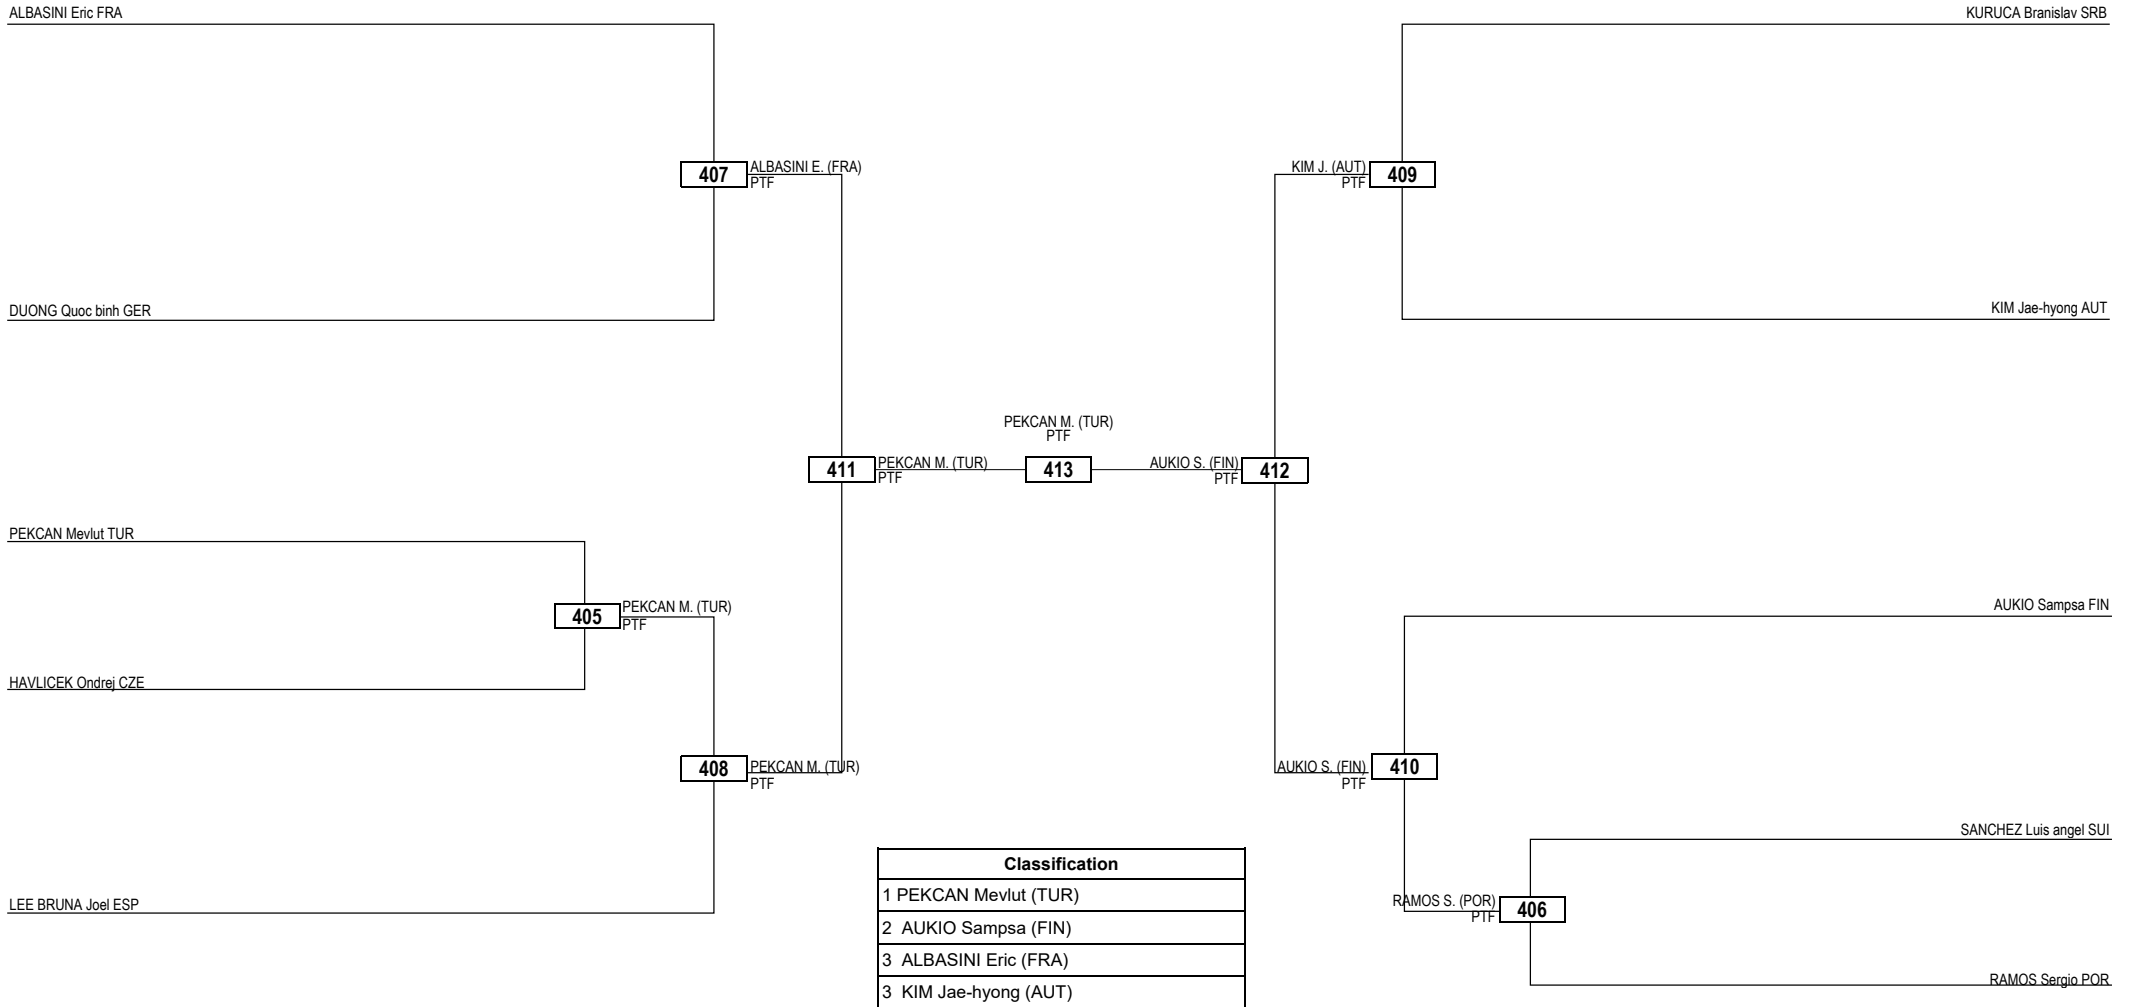 ALBASINI Eric FRA
KURUCA Branislav SRB
407
ALBASINI E. (FRA)
PTF
KIM J. (AUT)
PTF
409
DUONG Quoc binh GER
KIM Jae-hyong AUT
PEKCAN M. (TUR)
PTF
411
PEKCAN M. (TUR)
PTF
413
AUKIO S. (FIN)
PTF
412
PEKCAN Mevlut TUR
405
PEKCAN M. (TUR)
PTF
AUKIO Sampsa FIN
HAVLICEK Ondrej CZE
408
PEKCAN M. (TUR)
PTF
AUKIO S. (FIN)
PTF
410
SANCHEZ Luis angel SUI
LEE BRUNA Joel ESP
RAMOS S. (POR)
PTF
406
RAMOS Sergio POR
Classification
1 PEKCAN Mevlut (TUR)
2 AUKIO Sampsa (FIN)
3 ALBASINI Eric (FRA)
3 KIM Jae-hyong (AUT)